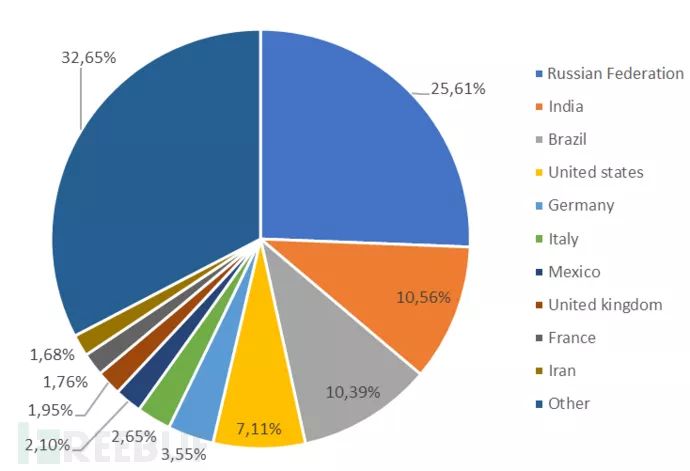 32,65%
25,61%
10,56%
10,39%
7,11%
3,55%
2,65%
2,10%
1,95%
1,76%
1,68%
Russian Federation
India
Brazil
United states
Germany
Italy
Mexico
United kingdom
France
Iran
Other